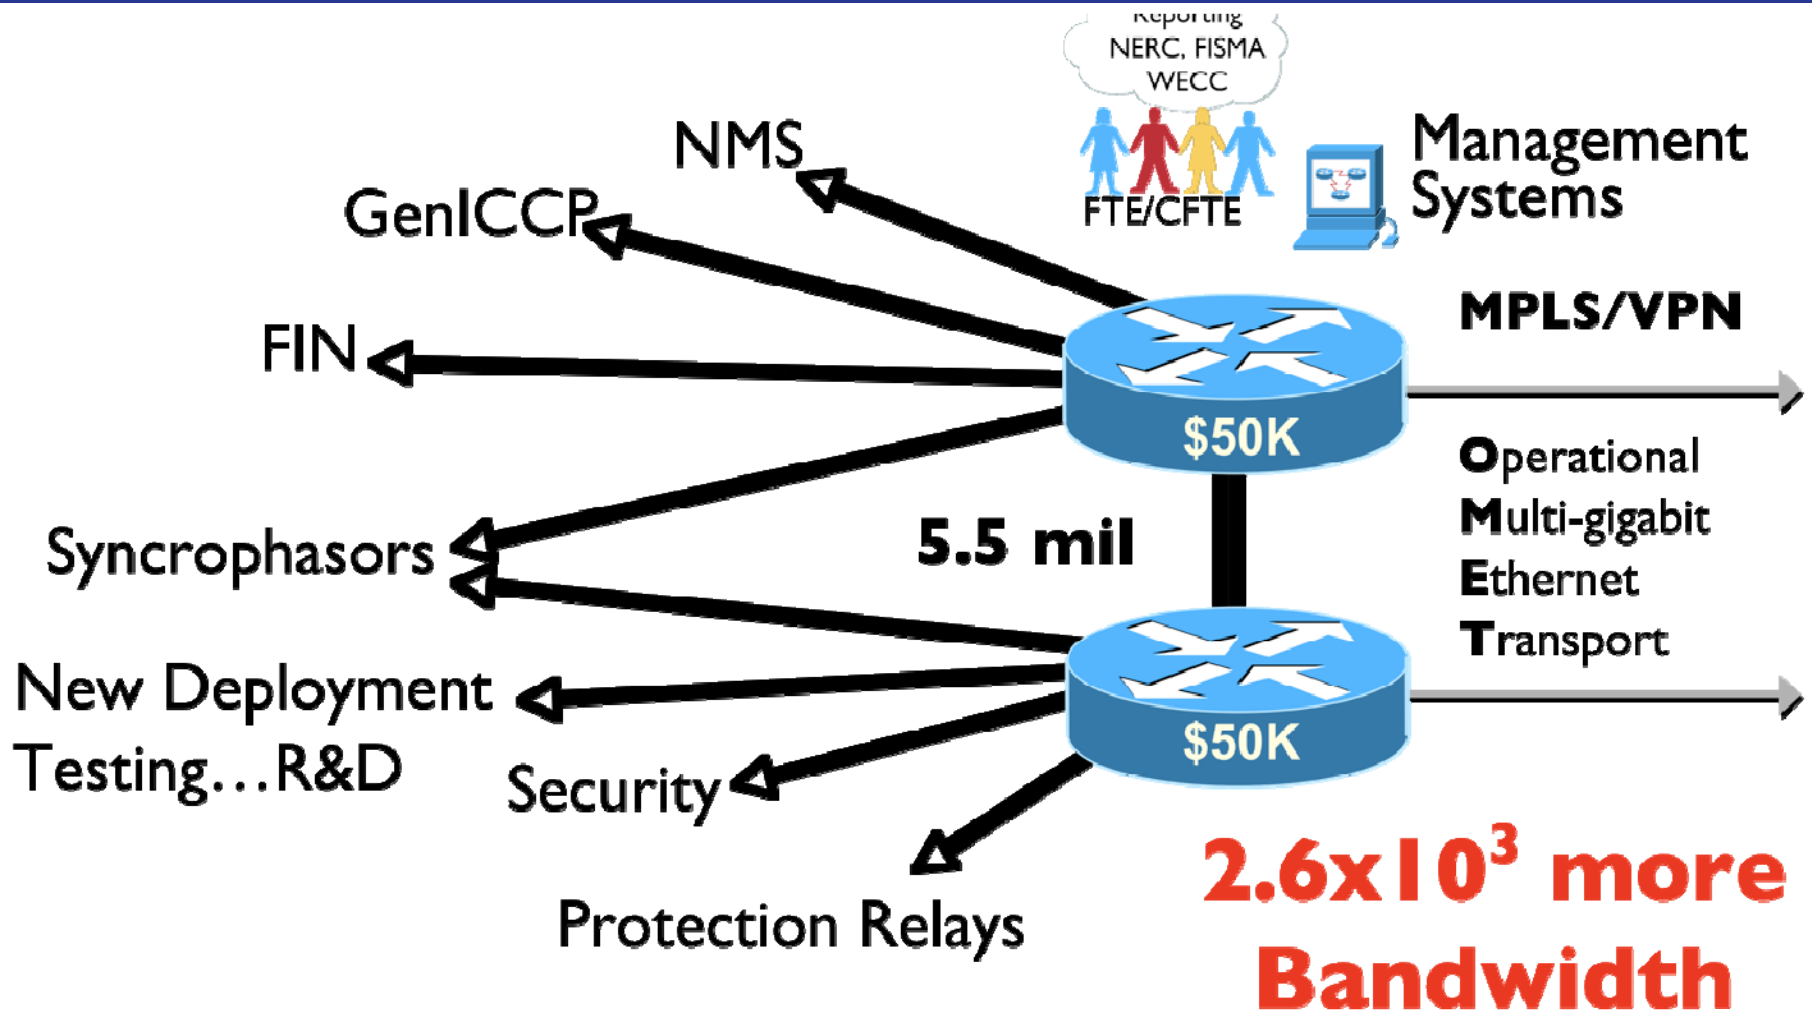 Reporting
NERC, FISMA
WECC
FTE/CFTE
Management
Systems
NMS
GenICCP
FIN
Syncrophasors
New Deployment
Testing...R&D
Security
Protection Relays
$50K
5.5 mil
$50K
MPLS/VPN
Operational
Multi-gigabit
Ethernet
Transport
2.6x10³ more
Bandwidth